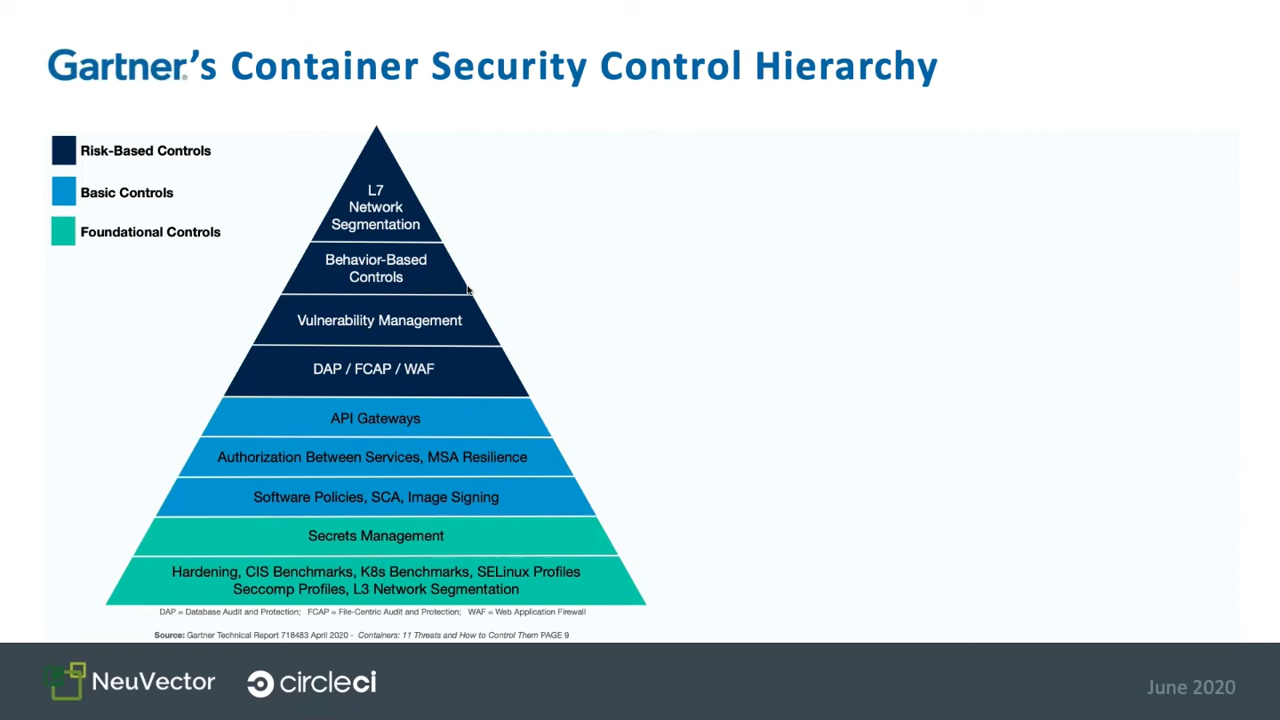 Gartner.'s Container Security Control Hierarchy
Risk-Based Controls
Basic Controls
Foundational Controls
L7
Network
Segmentation
Behavior-Based
Controls
Vulnerability Management
DAP / FCAP / WAF
API Gateways
Authorization Between Services, MSA Resilience
Software Policies, SCA, Image Signing
Secrets Management
Hardening, CIS Benchmarks, K8s Benchmarks, SELinux Profiles
Seccomp Profiles, L3 Network Segmentation
DAP = Database Audit and Protection; FCAP = File-Centric Audit and Protection; WAF = Web Application Firewall
Source: Gartner Technical Report 718483 April 2020 - Containers: 11 Threats and How to Control Them PAGE 9
NeuVector
circleci
June 2020